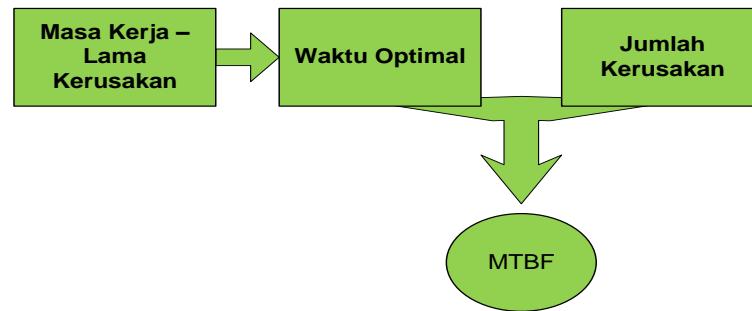 Masa Kerja –
Lama
Kerusakan
Waktu Optimal
Jumlah
Kerusakan
MTBF